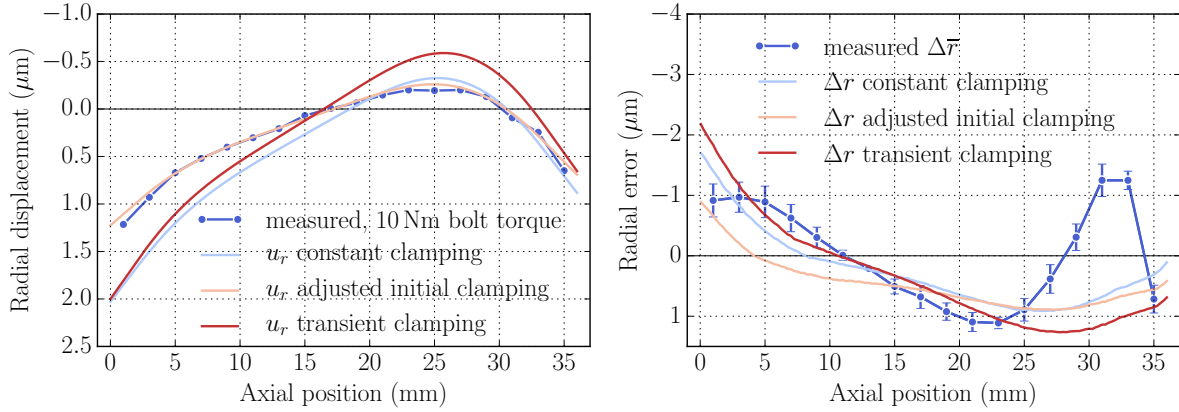 −1.0
−0.5
0.0
0.5
1.0
1.5
2.0
2.5
Radial displacement (μm)
0 5 10 15 20 25 30 35
Axial position (mm)
measured, 10 Nm bolt torque
u_r constant clamping
u_r adjusted initial clamping
u_r transient clamping
−4
−3
−2
−1
0
1
Radial error (μm)
0 5 10 15 20 25 30 35
Axial position (mm)
measured Δr̅
Δr constant clamping
Δr adjusted initial clamping
Δr transient clamping